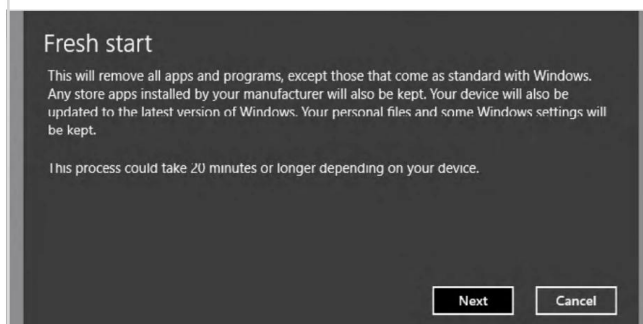 Fresh start
This will remove all apps and programs, except those that come as standard with Windows.
Any store apps installed by your manufacturer will also be kept. Your device will also be
updated to the latest version of Windows. Your personal files and some Windows settings will
be kept.
This process could take 20 minutes or longer depending on your device.
Next
Cancel